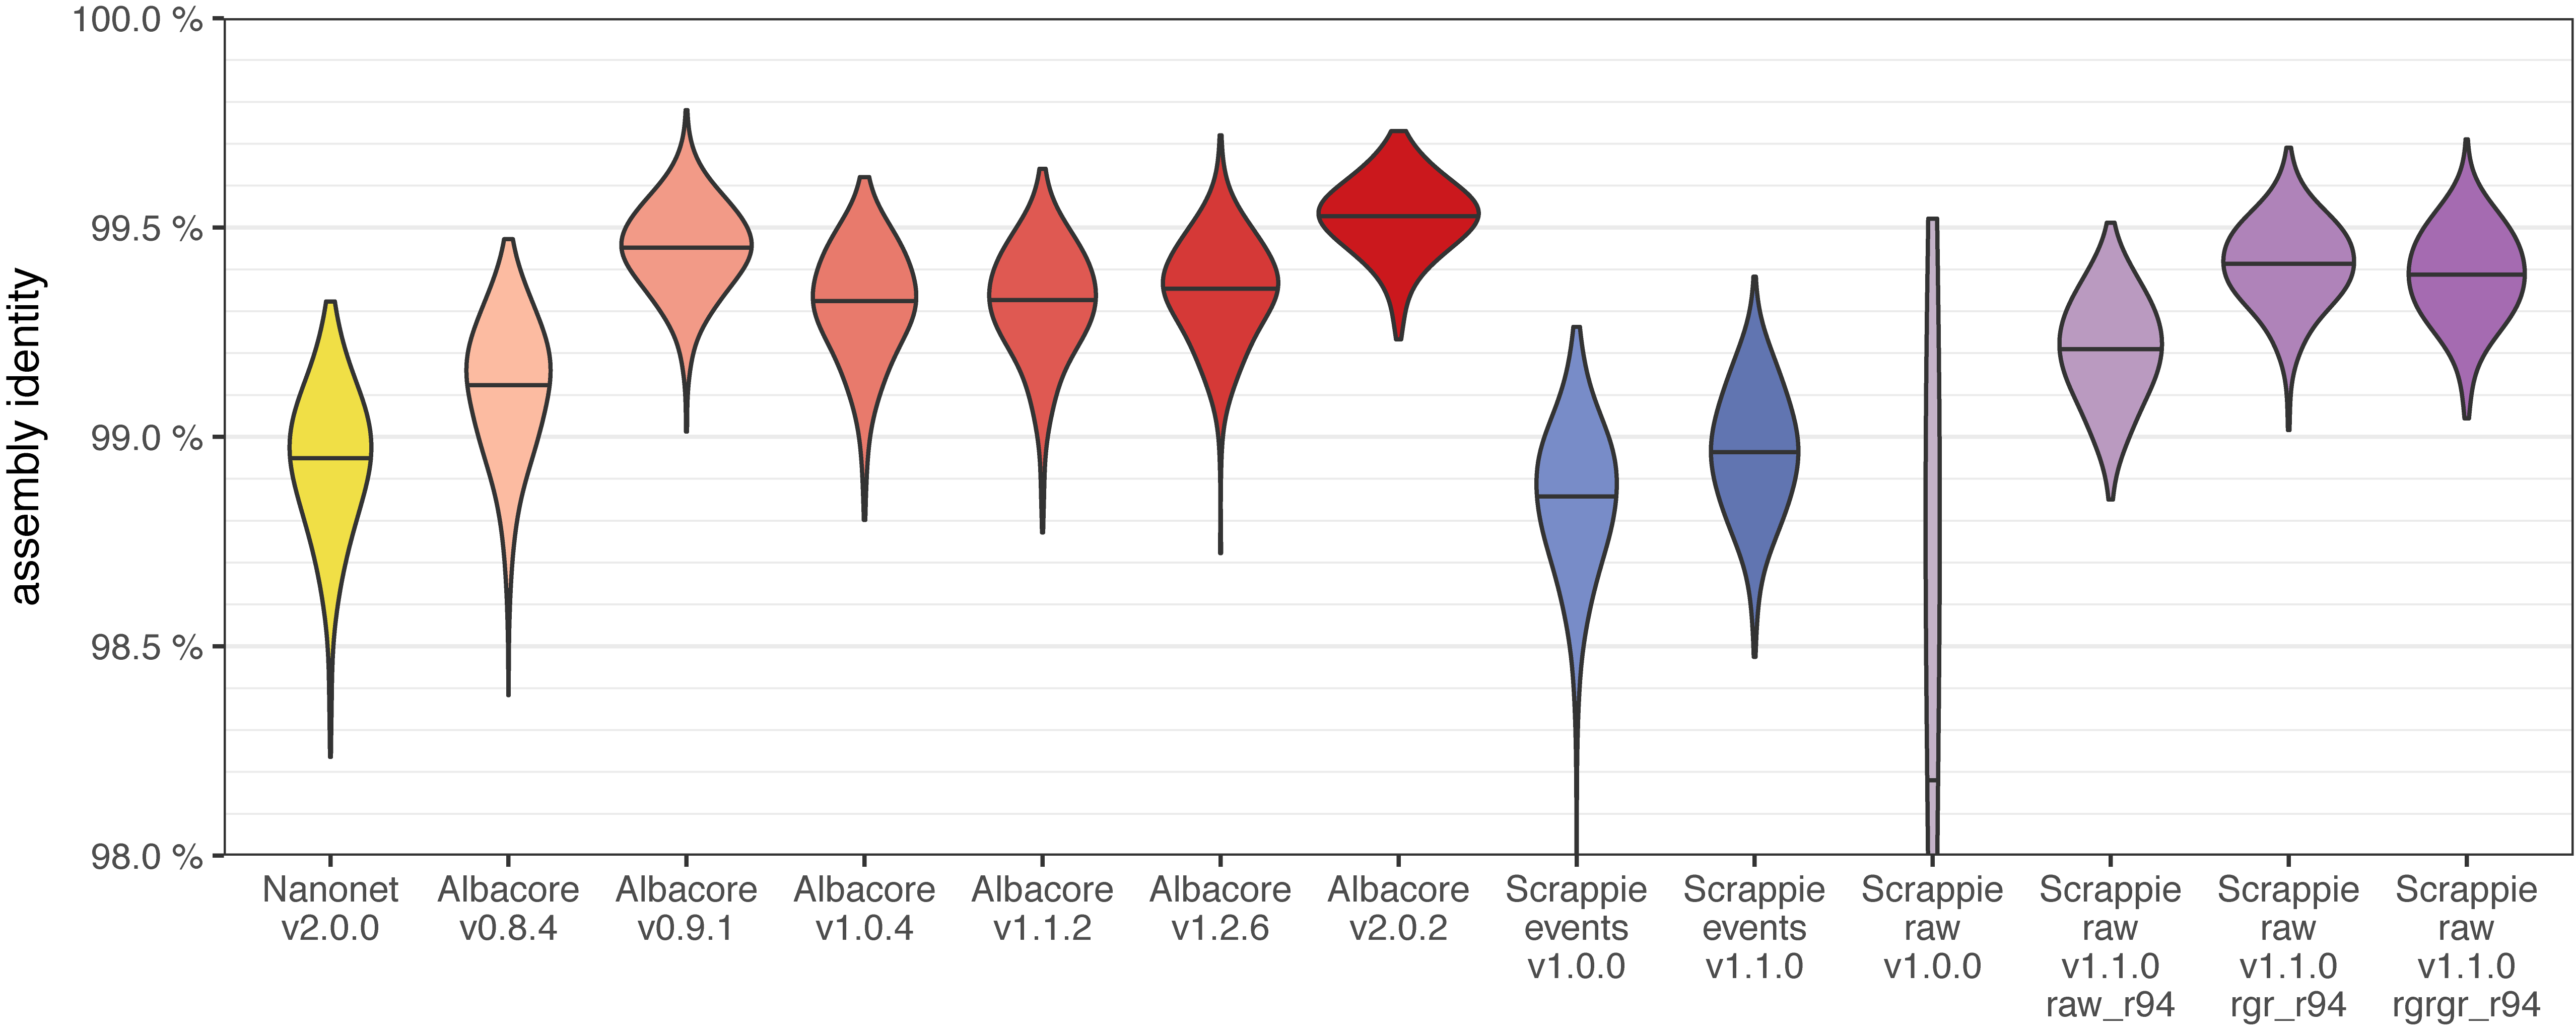 100.0 %
99.5 %
99.0 %
98.5 %
98.0 %
assembly identity
Nanonet
v2.0.0
Albacore
v0.8.4
Albacore
v0.9.1
Albacore
v1.0.4
Albacore
v1.1.2
Albacore
v1.2.6
Albacore
v2.0.2
Scrappie
events
v1.0.0
Scrappie
events
v1.1.0
Scrappie
raw
v1.0.0
Scrappie
raw
v1.1.0
raw_r94
Scrappie
raw
v1.1.0
rgr_r94
Scrappie
raw
v1.1.0
rgrgr_r94